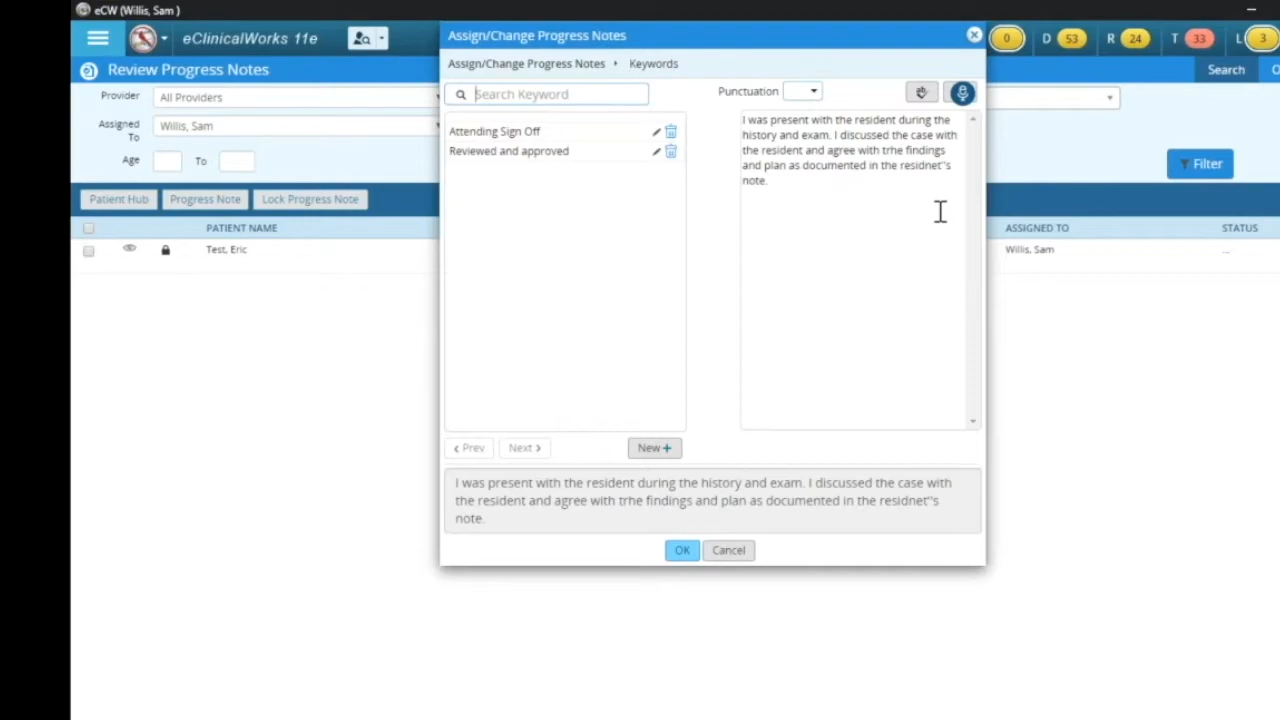 eCW (Willis, Sam )
eClinicalWorks 11e
0 D 53 R 24 T 33 L 3
Review Progress Notes
Search
Provider All Providers
Assigned To Willis, Sam
Age To
Filter
Patient Hub Progress Note Lock Progress Note
PATIENT NAME ASSIGNED TO STATUS
Test, Eric Willis, Sam ...
Assign/Change Progress Notes
Assign/Change Progress Notes Keywords
Search Keyword
Punctuation
Attending Sign Off
Reviewed and approved
I was present with the resident during the
history and exam. I discussed the case with
the resident and agree with trhe findings
and plan as documented in the residnet"s
note.
Prev Next New
I was present with the resident during the history and exam. I discussed the case with
the resident and agree with trhe findings and plan as documented in the residnet"s
note.
OK Cancel